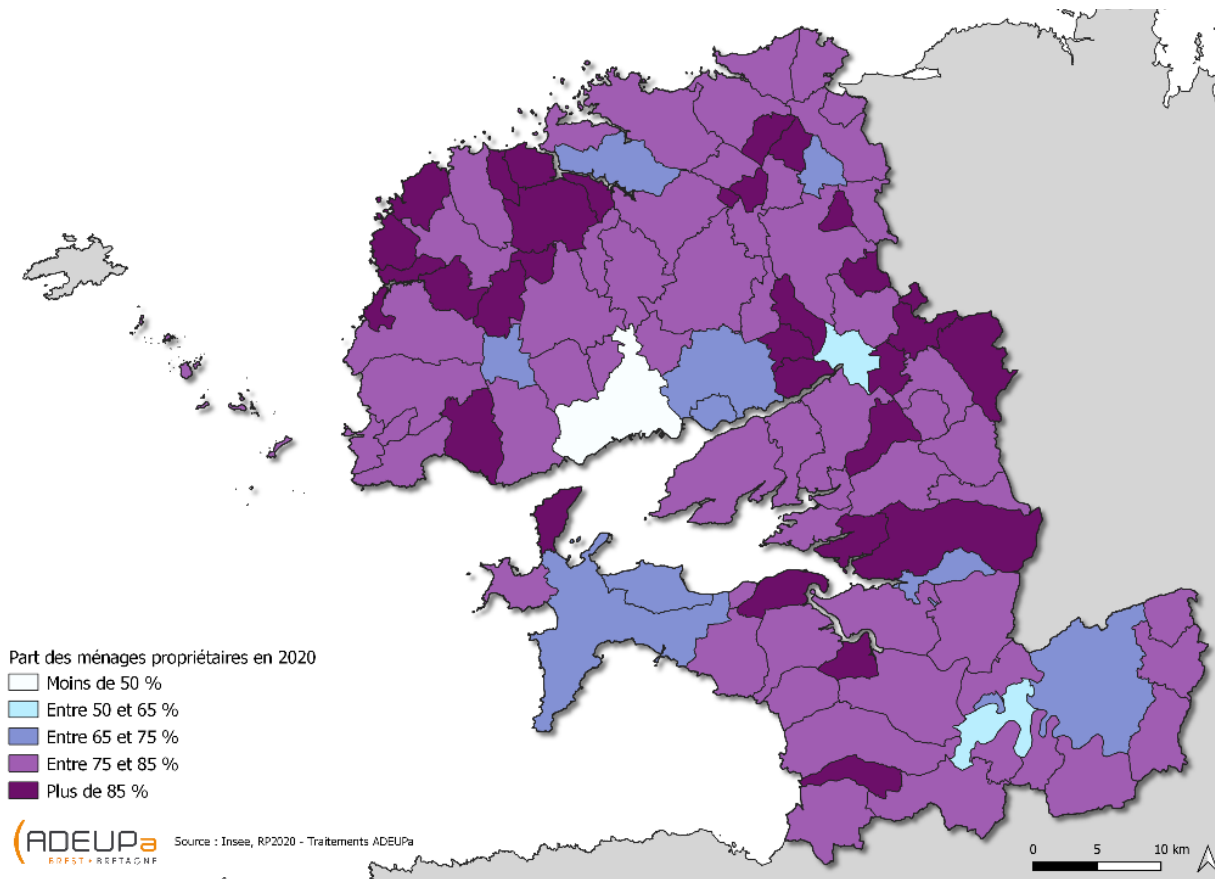 Part des ménages propriétaires en 2020
Moins de 50 %
Entre 50 et 65 %
Entre 65 et 75 %
Entre 75 et 85 %
Plus de 85 %
ADEUPa
BREST • BRETAGNE
Source : Insee, RP2020 - Traitements ADEUPa
0 5 10 km